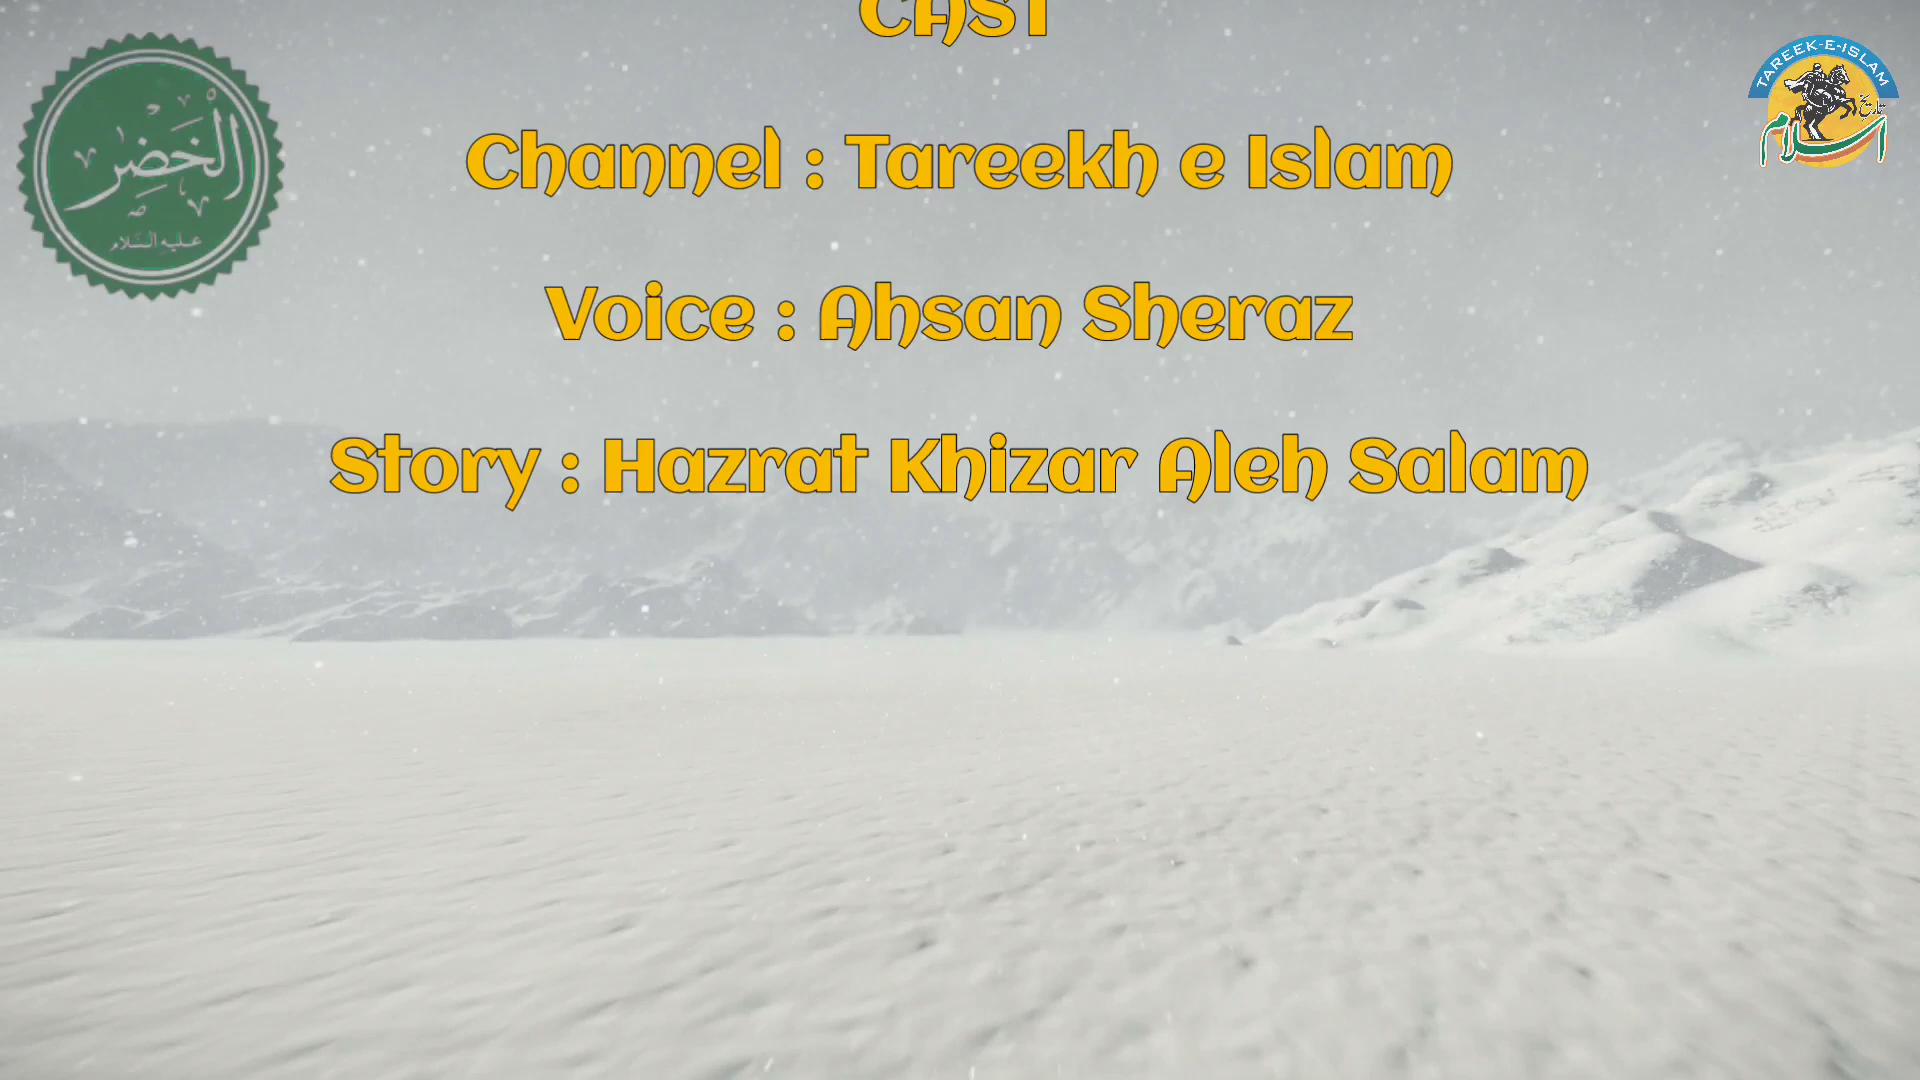 CAST
Channel : Tareekh e Islam
Voice : Ahsan Sheraz
Story : Hazrat Khizar Aleh Salam
الخضر
عليه السلام
TAREEK-E-ISLAM
تاریخ
اسلام